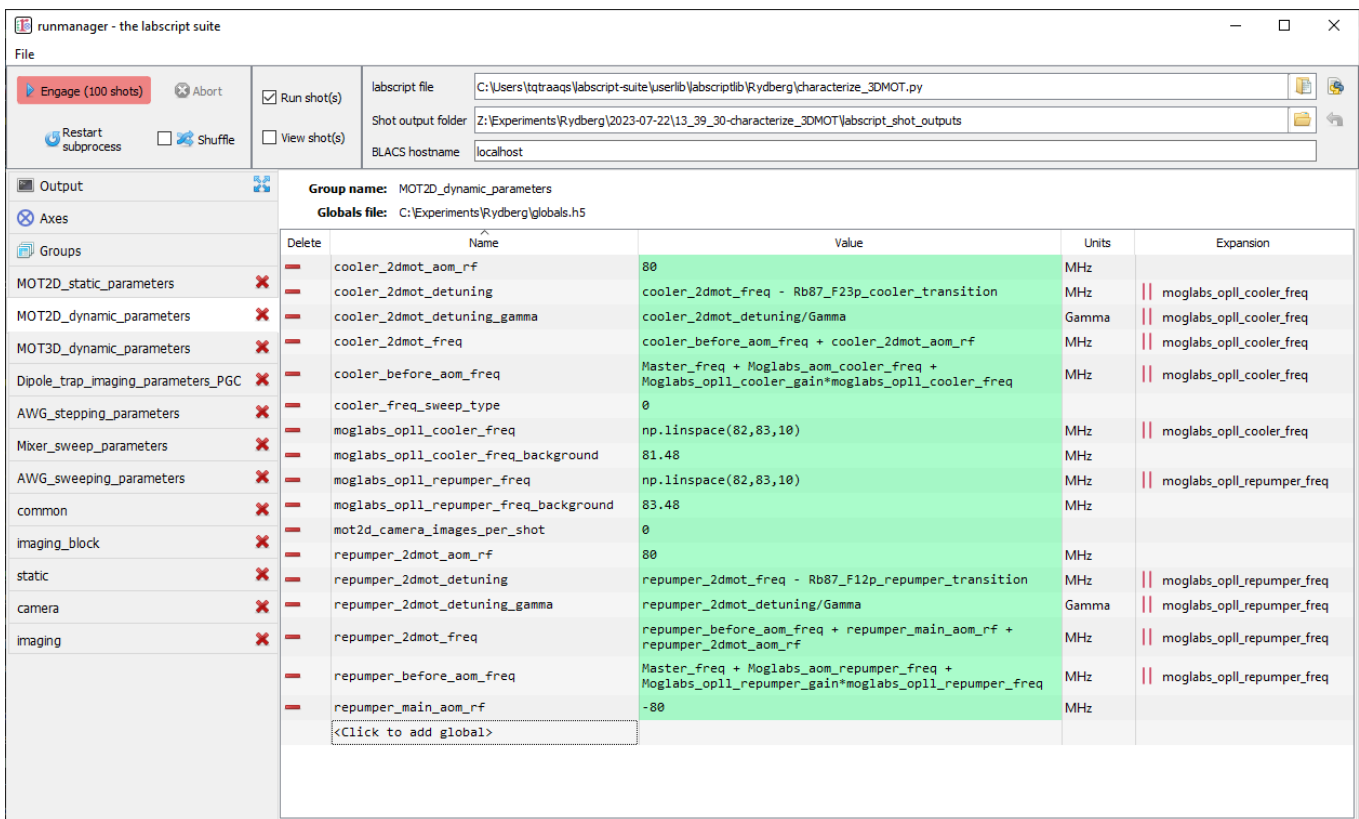 runmanager - the labscript suite
File
Engage (100 shots)
Abort
Restart subprocess
Shuffle
Run shot(s)
View shot(s)
labscript file C:\Users\tqtraaqs\labscript-suite\userlib\labscriptlib\Rydberg\characterize_3DMOT.py
Shot output folder Z:\Experiments\Rydberg\2023-07-22\13_39_30-characterize_3DMOT\labscript_shot_outputs
BLACS hostname localhost
Output
Axes
Groups
MOT2D_static_parameters
MOT2D_dynamic_parameters
MOT3D_dynamic_parameters
Dipole_trap_imaging_parameters_PGC
AWG_stepping_parameters
Mixer_sweep_parameters
AWG_sweeping_parameters
common
imaging_block
static
camera
imaging
Group name: MOT2D_dynamic_parameters
Globals file: C:\Experiments\Rydberg\globals.h5
Delete Name Value Units Expansion
cooler_2dmot_aom_rf 80 MHz
cooler_2dmot_detuning cooler_2dmot_freq - Rb87_F23p_cooler_transition MHz moglabs_opll_cooler_freq
cooler_2dmot_detuning_gamma cooler_2dmot_detuning/Gamma Gamma moglabs_opll_cooler_freq
cooler_2dmot_freq cooler_before_aom_freq + cooler_2dmot_aom_rf MHz moglabs_opll_cooler_freq
cooler_before_aom_freq Master_freq + Moglabs_aom_cooler_freq +
Moglabs_opll_cooler_gain*moglabs_opll_cooler_freq MHz moglabs_opll_cooler_freq
cooler_freq_sweep_type 0
moglabs_opll_cooler_freq np.linspace(82,83,10) MHz moglabs_opll_cooler_freq
moglabs_opll_cooler_freq_background 81.48 MHz
moglabs_opll_repumper_freq np.linspace(82,83,10) MHz moglabs_opll_repumper_freq
moglabs_opll_repumper_freq_background 83.48 MHz
mot2d_camera_images_per_shot 0
repumper_2dmot_aom_rf 80 MHz
repumper_2dmot_detuning repumper_2dmot_freq - Rb87_F12p_repumper_transition MHz moglabs_opll_repumper_freq
repumper_2dmot_detuning_gamma repumper_2dmot_detuning/Gamma Gamma moglabs_opll_repumper_freq
repumper_2dmot_freq repumper_before_aom_freq + repumper_main_aom_rf +
repumper_2dmot_aom_rf MHz moglabs_opll_repumper_freq
repumper_before_aom_freq Master_freq + Moglabs_aom_repumper_freq +
Moglabs_opll_repumper_gain*moglabs_opll_repumper_freq MHz moglabs_opll_repumper_freq
repumper_main_aom_rf -80 MHz
<Click to add global>